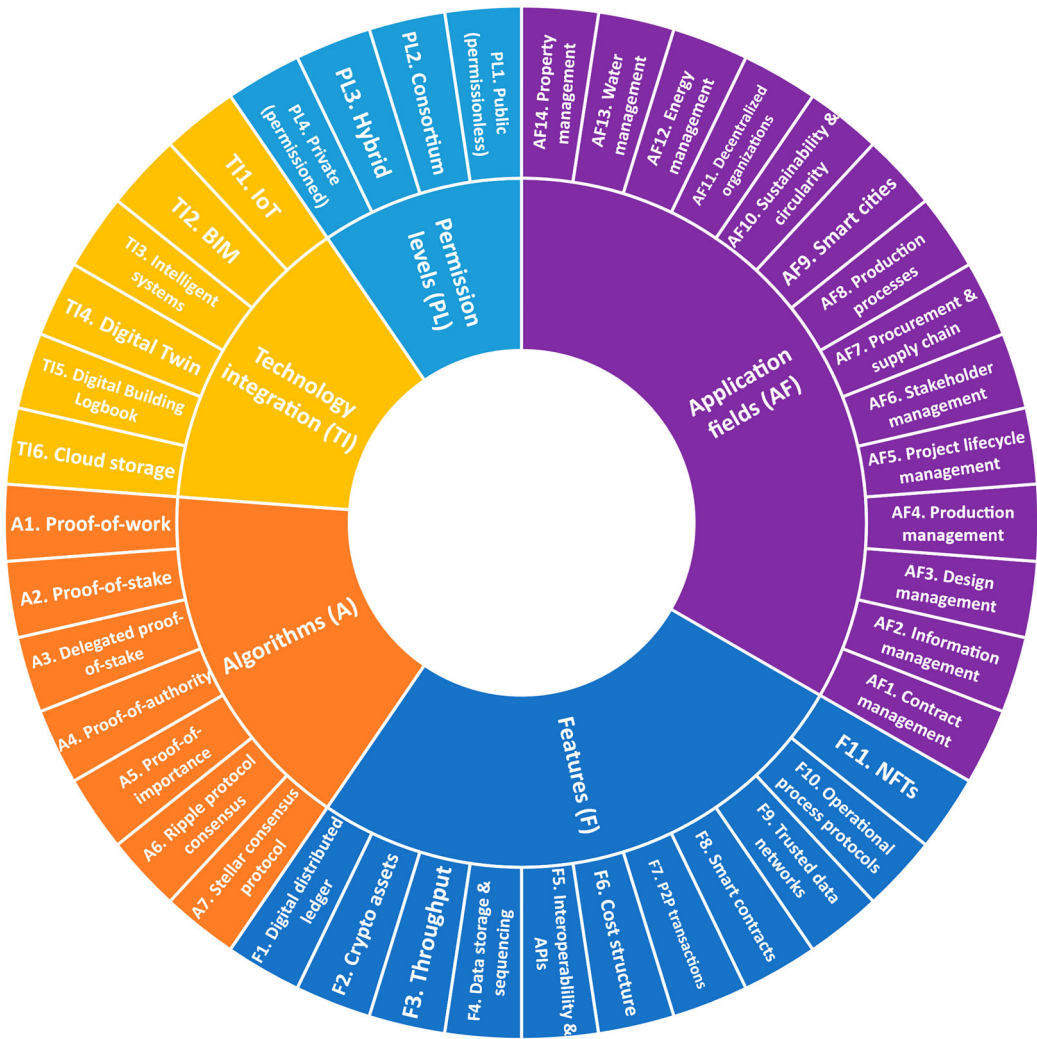 Permission
levels (PL)
PL1. Public
(permissionless)
PL2. Consortium
PL3. Hybrid
PL4. Private
(permissioned)
Technology
integration (TI)
TI1. IoT
TI2. BIM
TI3. Intelligent
systems
TI4. Digital Twin
TI5. Digital Building
Logbook
TI6. Cloud storage
Algorithms (A)
A1. Proof-of-work
A2. Proof-of-stake
A3. Delegated proof-
of-stake
A4. Proof-of-authority
A5. Proof-of-
importance
A6. Ripple protocol
consensus
A7. Stellar consensus
protocol
Features (F)
F1. Digital distributed
ledger
F2. Crypto assets
F3. Throughput
F4. Data storage &
sequencing
F5. Interoperablility &
APIs
F6. Cost structure
F7. P2P transactions
F8. Smart contracts
F9. Trusted data
networks
F10. Operational
process protocols
F11. NFTs
Application
fields (AF)
AF1. Contract
management
AF2. Information
management
AF3. Design
management
AF4. Production
management
AF5. Project lifecycle
management
AF6. Stakeholder
management
AF7. Procurement &
supply chain
AF8. Production
processes
AF9. Smart cities
AF10. Sustainability &
circularity
AF11. Decentralized
organizations
AF12. Energy
management
AF13. Water
management
AF14. Property
management